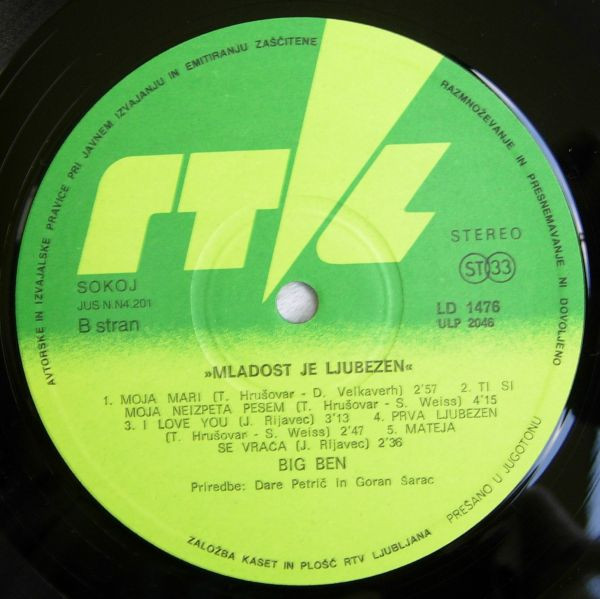 AVTORSKE IN IZVAJALSKE PRAVICE PRI JAVNEM IZVAJANJU IN EMITIRANJU ZAŠČITENE
RAZMNOŽEVANJE IN PRESNEMAVANJE NI DOVOLJENO
rtl
SOKOJ
JUS N.N4.201
B stran
STEREO
ST 33
LD 1476
ULP 2046
»MLADOST JE LJUBEZEN«
1. MOJA MARI (T. Hrušovar - D. Velkaverh) 2'57 2. TI SI
MOJA NEIZPETA PESEM (T. Hrušovar - S. Weiss) 4'15
3. I LOVE YOU (J. Rijavec) 3'13 4. PRVA LJUBEZEN
(T. Hrušovar - S. Weiss) 2'47 5. MATEJA
SE VRAČA (J. Rijavec) 2'36
BIG BEN
Priredbe: Dare Petrič in Goran Šarac
PREŠANO U JUGOTONU
ZALOŽBA KASET IN PLOŠČ RTV LJUBLJANA